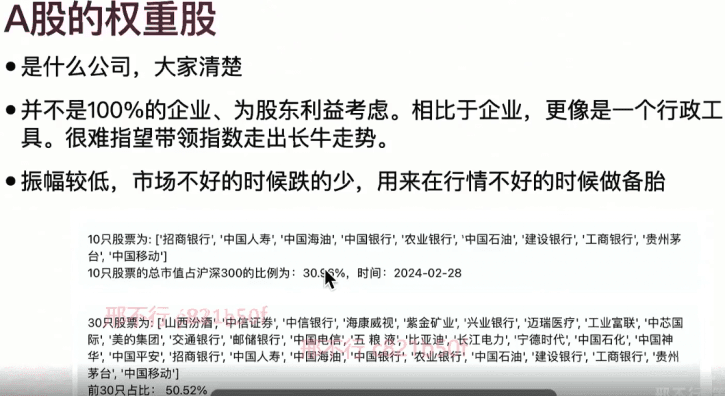 A股的权重股
●是什么公司，大家清楚
●并不是100%的企业、为股东利益考虑。相比于企业，更像是一个行政工
具。很难指望带领指数走出长牛走势。
●振幅较低，市场不好的时候跌的少，用来在行情不好的时候做备胎
10只股票为: ['招商银行', '中国人寿', '中国海油', '中国银行', '农业银行', '中国石油', '建设银行', '工商银行', '贵州茅
台', '中国移动']
10只股票的总市值占沪深300的比例为：30.96%，时间：2024-02-28
邢不行
30只股票为: ['山西汾酒', '中信证券', '中信银行', '海康威视', '紫金矿业', '兴业银行', '迈瑞医疗', '工业富联', '中芯国
际', '美的集团', '交通银行', '邮储银行', '中国电信', '五 粮 液', '比亚迪', '长江电力', '宁德时代', '中国石化', '中国神
华', '中国平安', '招商银行', '中国人寿', '中国海油', '中国银行', '农业银行', '中国石油', '建设银行', '工商银行', '贵州
茅台', '中国移动']
前30只占比： 50.52%